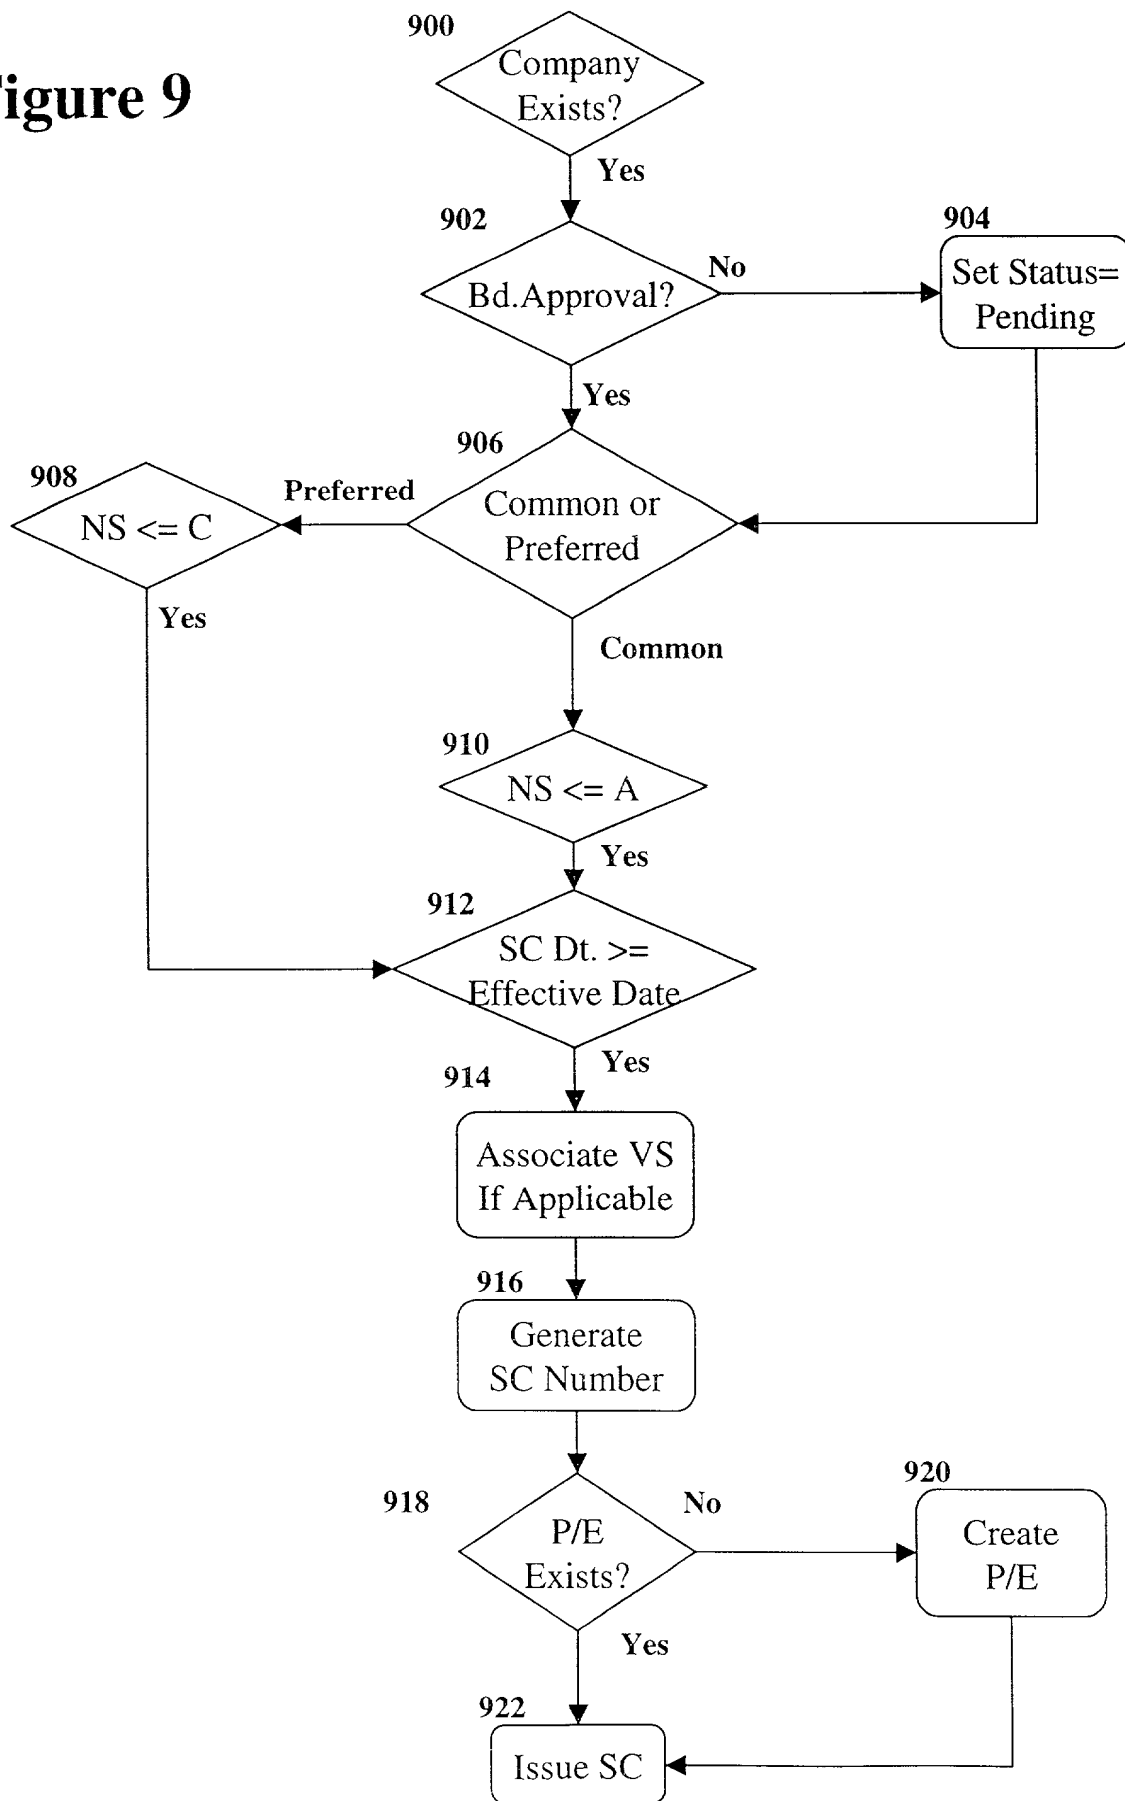 900
Company
Exists?
igure 9
Yes
902
904
Bd.Approval?
No
Set Status=
Pending
Yes
906
908
Preferred
Common or
Preferred
NS <= C
Yes
Common
910
NS <= A
Yes
912
SC Dt. >=
Effective Date
Yes
914
Associate VS
If Applicable
916
Generate
SC Number
918
No
920
P/E
Exists?
Create
P/E
Yes
922
Issue SC